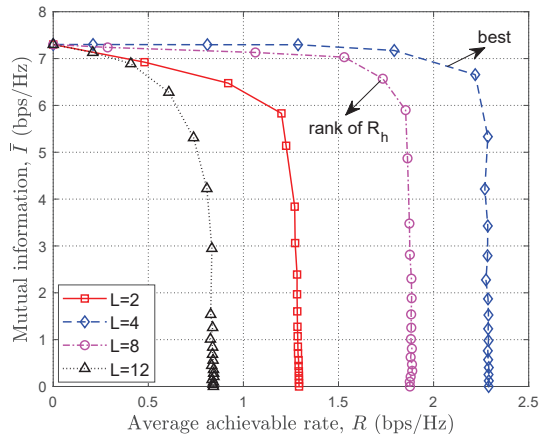 8
7
6
5
4
3
2
1
0
Mutual information, Ī (bps/Hz)
best
rank of R_h
L=2
L=4
L=8
L=12
0 0.5 1 1.5 2 2.5
Average achievable rate, R (bps/Hz)